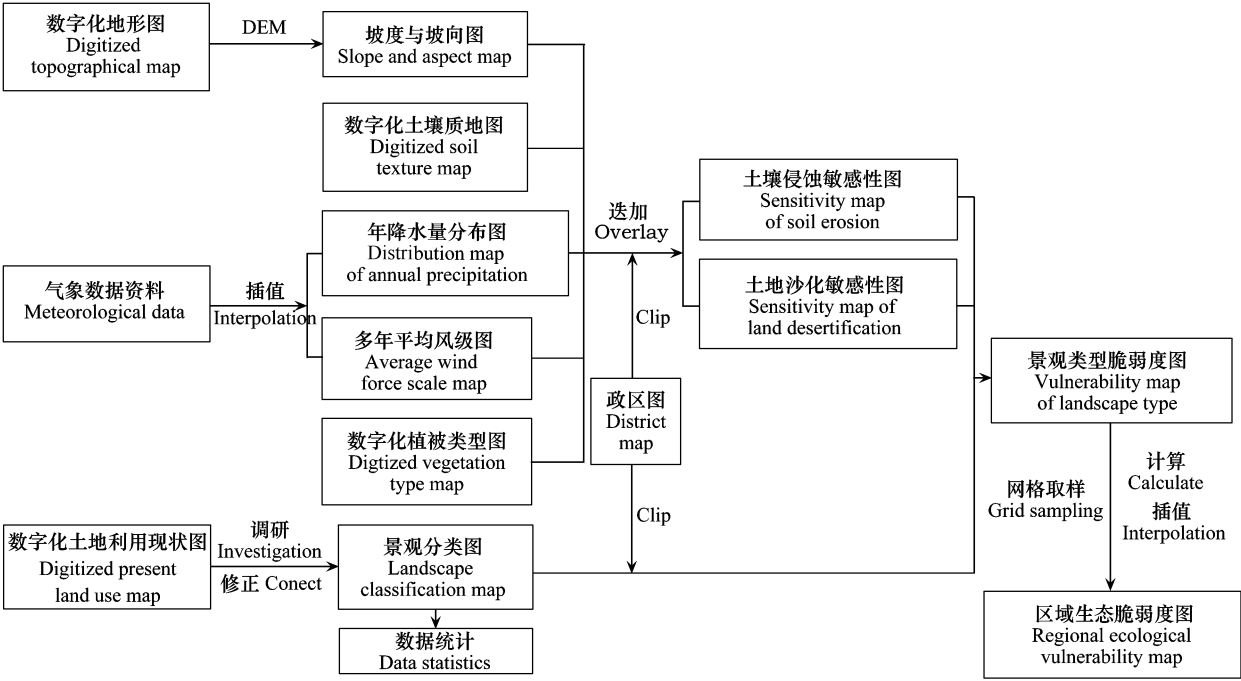 数字化地形图
Digitized
topographical map
DEM
坡度与坡向图
Slope and aspect map
数字化土壤质地图
Digitized soil
texture map
气象数据资料
Meteorological data
插值
Interpolation
年降水量分布图
Distribution map
of annual precipitation
多年平均风级图
Average wind
force scale map
数字化植被类型图
Digtized vegetation
type map
迭加
Overlay
Clip
政区图
District
map
Clip
土壤侵蚀敏感性图
Sensitivity map
of soil erosion
土地沙化敏感性图
Sensitivity map of
land desertification
数字化土地利用现状图
Digitized present
land use map
调研
Investigation
修正 Conect
景观分类图
Landscape
classification map
数据统计
Data statistics
景观类型脆弱度图
Vulnerability map
of landscape type
网格取样
Grid sampling
计算
Calculate
插值
Interpolation
区域生态脆弱度图
Regional ecological
vulnerability map